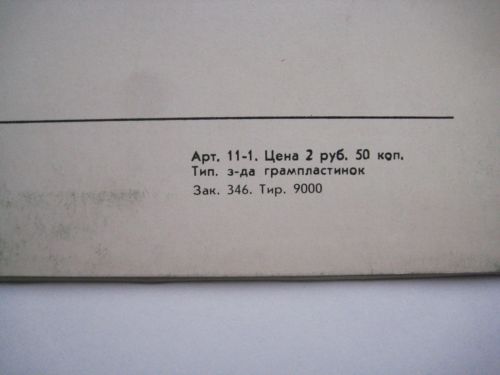 Арт. 11-1. Цена 2 руб. 50 коп.
Тип. з-да грампластинок
Зак. 346. Тир. 9000